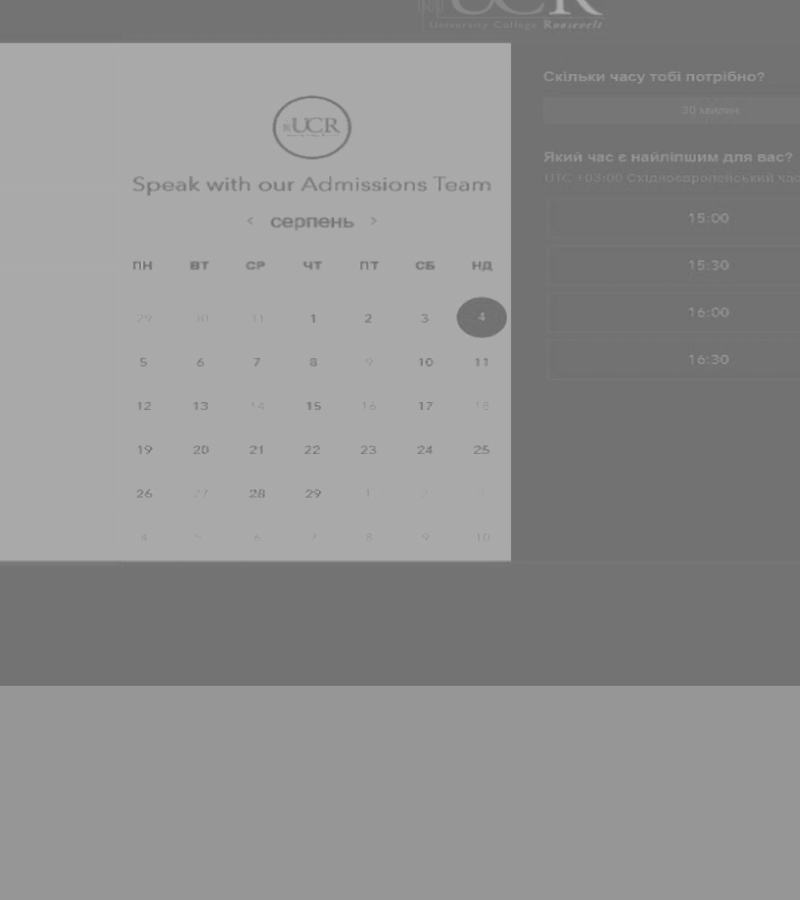 UCR
University College Roosevelt
UCR
Speak with our Admissions Team
< серпень >
ПН ВТ СР ЧТ ПТ СБ НД
29 30 31 1 2 3 4
5 6 7 8 9 10 11
12 13 14 15 16 17 18
19 20 21 22 23 24 25
26 27 28 29 1 2 3
4 5 6 7 8 9 10
Скільки часу тобі потрібно?
30 хвилин
Який час є найліпшим для вас?
UTC +03:00 Східноєвропейський час
15:00
15:30
16:00
16:30